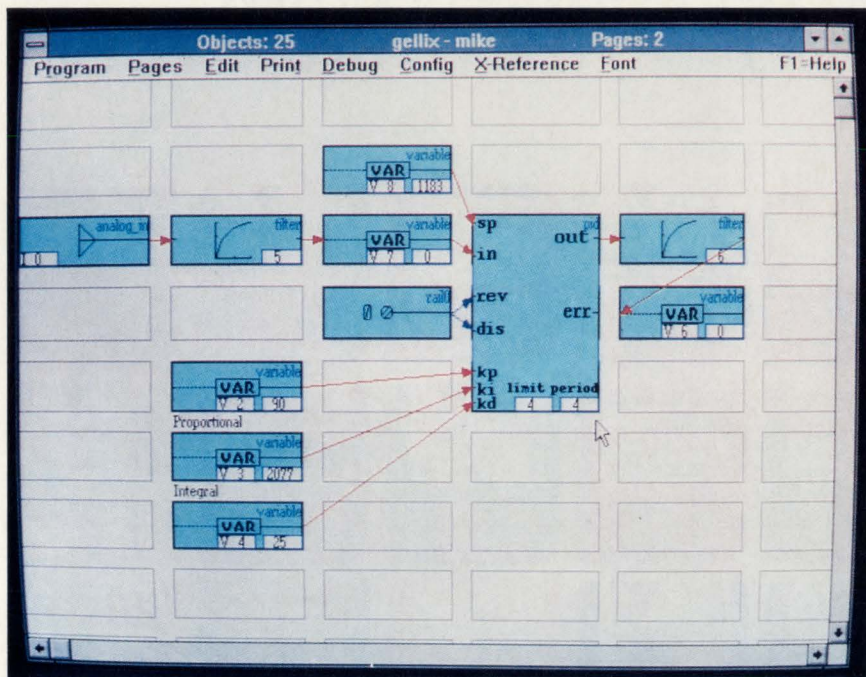 Objects: 25 gellix - mike Pages: 2
Program Pages Edit Print Debug Config X-Reference Font F1=Help
variable
VAR
V 8 1183
analog_in
I 0
filter
5
variable
VAR
V 7 0
sp
in
rev
dis
kp
ki
kd
pid
out
err
limit period
4 4
filter
6
rail0
0
variable
VAR
V 6 0
variable
VAR
V 2 90
Proportional
variable
VAR
V 3 2077
Integral
variable
VAR
V 4 25